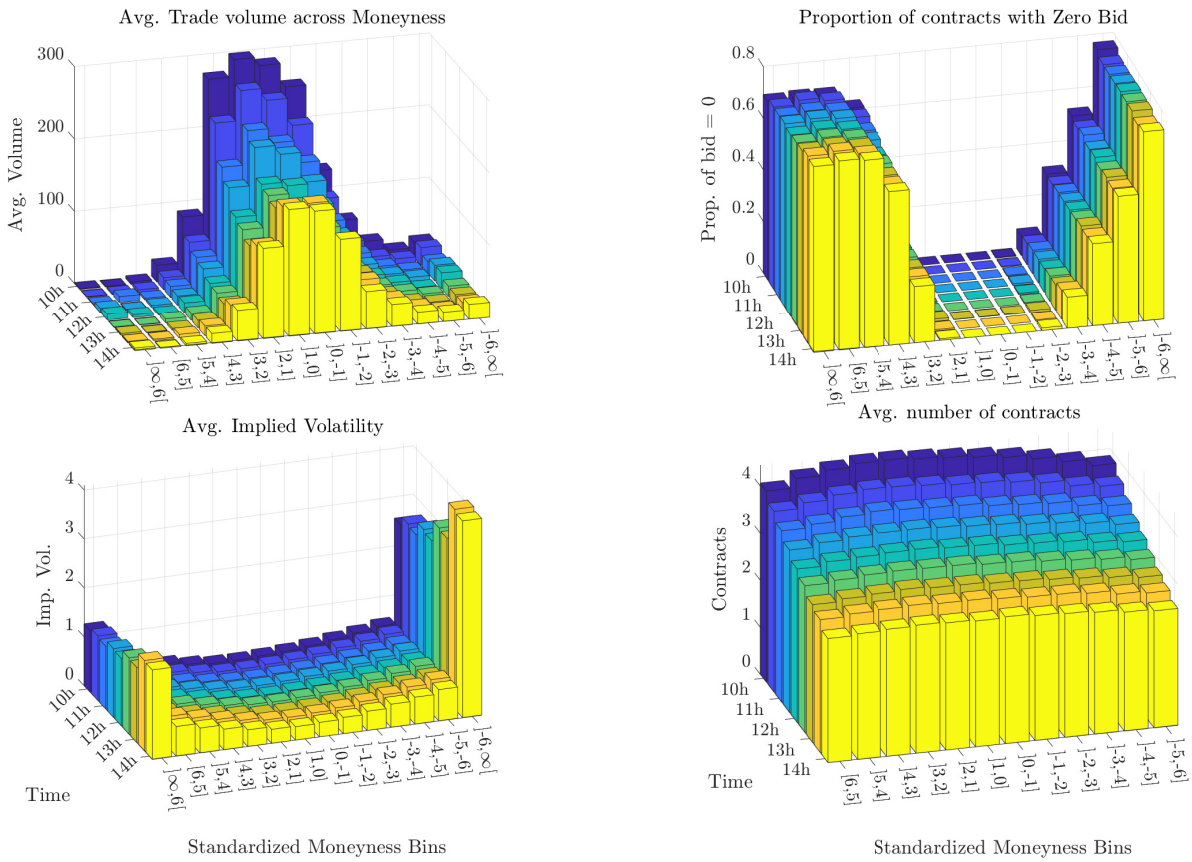 Avg. Trade volume across Moneyness
Avg. Volume
300
200
100
0
10h
11h
12h
13h
14h
]∞,6[
[6,5]
]5,4]
]4,3]
]3,2]
]2,1]
]1,0]
]0,-1]
]-1,-2]
]-2,-3]
]-3,-4]
]-4,-5]
]-5,-6]
]-6,∞[
Proportion of contracts with Zero Bid
Prop. of bid = 0
0.8
0.6
0.4
0.2
0
10h
11h
12h
13h
14h
]∞,6[
[6,5]
]5,4]
]4,3]
]3,2]
]2,1]
]1,0]
]0,-1]
]-1,-2]
]-2,-3]
]-3,-4]
]-4,-5]
]-5,-6]
]-6,∞[
Avg. Implied Volatility
Imp. Vol.
4
3
2
1
0
10h
11h
12h
13h
14h
Time
]∞,6[
[6,5]
]5,4]
]4,3]
]3,2]
]2,1]
]1,0]
]0,-1]
]-1,-2]
]-2,-3]
]-3,-4]
]-4,-5]
]-5,-6]
]-6,∞[
Standardized Moneyness Bins
Avg. number of contracts
Contracts
4
3
2
1
0
10h
11h
12h
13h
14h
Time
[6,5]
]5,4]
]4,3]
]3,2]
]2,1]
]1,0]
]0,-1]
]-1,-2]
]-2,-3]
]-3,-4]
]-4,-5]
]-5,-6]
Standardized Moneyness Bins